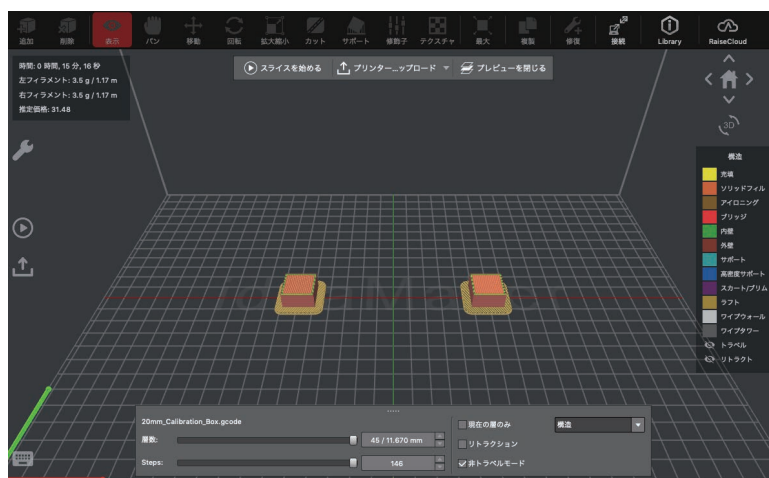 追加 削除 表示 パン 移動 回転 拡大縮小 カット サポート 修飾子 テクスチャ 最大 複製 修復 接続 Library RaiseCloud
時間: 0 時間, 15 分, 16 秒
左フィラメント: 3.5 g / 1.17 m
右フィラメント: 3.5 g / 1.17 m
推定価格: 31.48
スライスを始める プリンター...ップロード プレビューを閉じる
3D
構造
充填
ソリッドフィル
アイロニング
ブリッジ
内壁
外壁
サポート
高密度サポート
スカート/ブリム
ラフト
ワイプウォール
ワイプタワー
トラベル
リトラクト
ideaMaker
20mm_Calibration_Box.gcode
層数: 45 / 11.670 mm
Steps: 146
現在の層のみ
リトラクション
非トラベルモード
構造